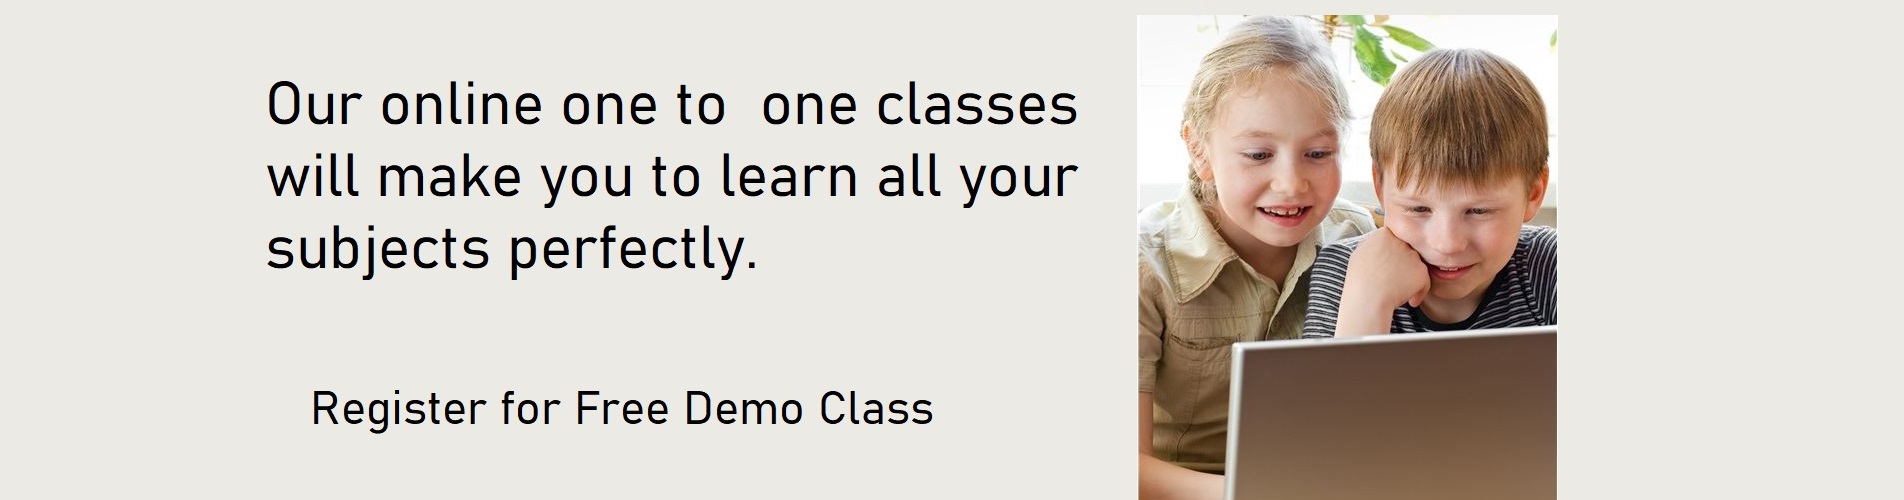 Our online one to  one classes
will make you to learn all your
subjects perfectly.
Register for Free Demo Class